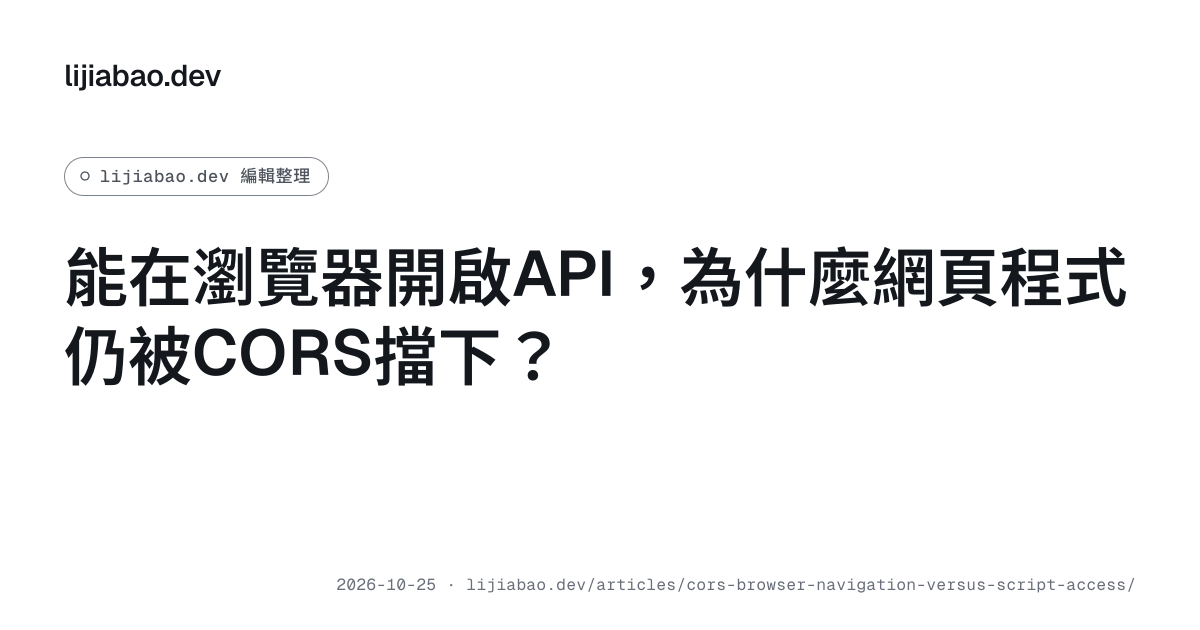 lijiabao.dev
lijiabao.dev 編輯整理
能在瀏覽器開啟API，為什麼網頁程式
仍被CORS擋下？
2026-10-25 · lijiabao.dev/articles/cors-browser-navigation-versus-script-access/